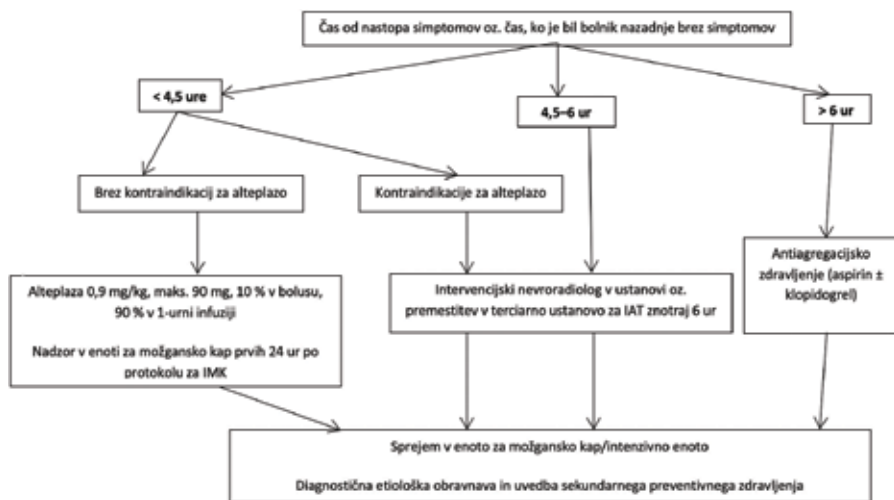 Čas od nastopa simptomov oz. čas, ko je bil bolnik nazadnje brez simptomov
< 4,5 ure
4,5–6 ur
> 6 ur
Brez kontraindikacij za alteplazo
Kontraindikacije za alteplazo
Alteplaza 0,9 mg/kg, maks. 90 mg, 10 % v bolusu,
90 % v 1-urni infuziji
Nadzor v enoti za možgansko kap prvih 24 ur po
protokolu za IMK
Intervencijski nevroradiolog v ustanovi oz.
premestitev v terciarno ustanovo za IAT znotraj 6 ur
Antiagregacijsko
zdravljenje (aspirin ±
klopidogrel)
Sprejem v enoto za možgansko kap/intenzivno enoto
Diagnostična etiološka obravnava in uvedba sekundarnega preventivnega zdravljenja